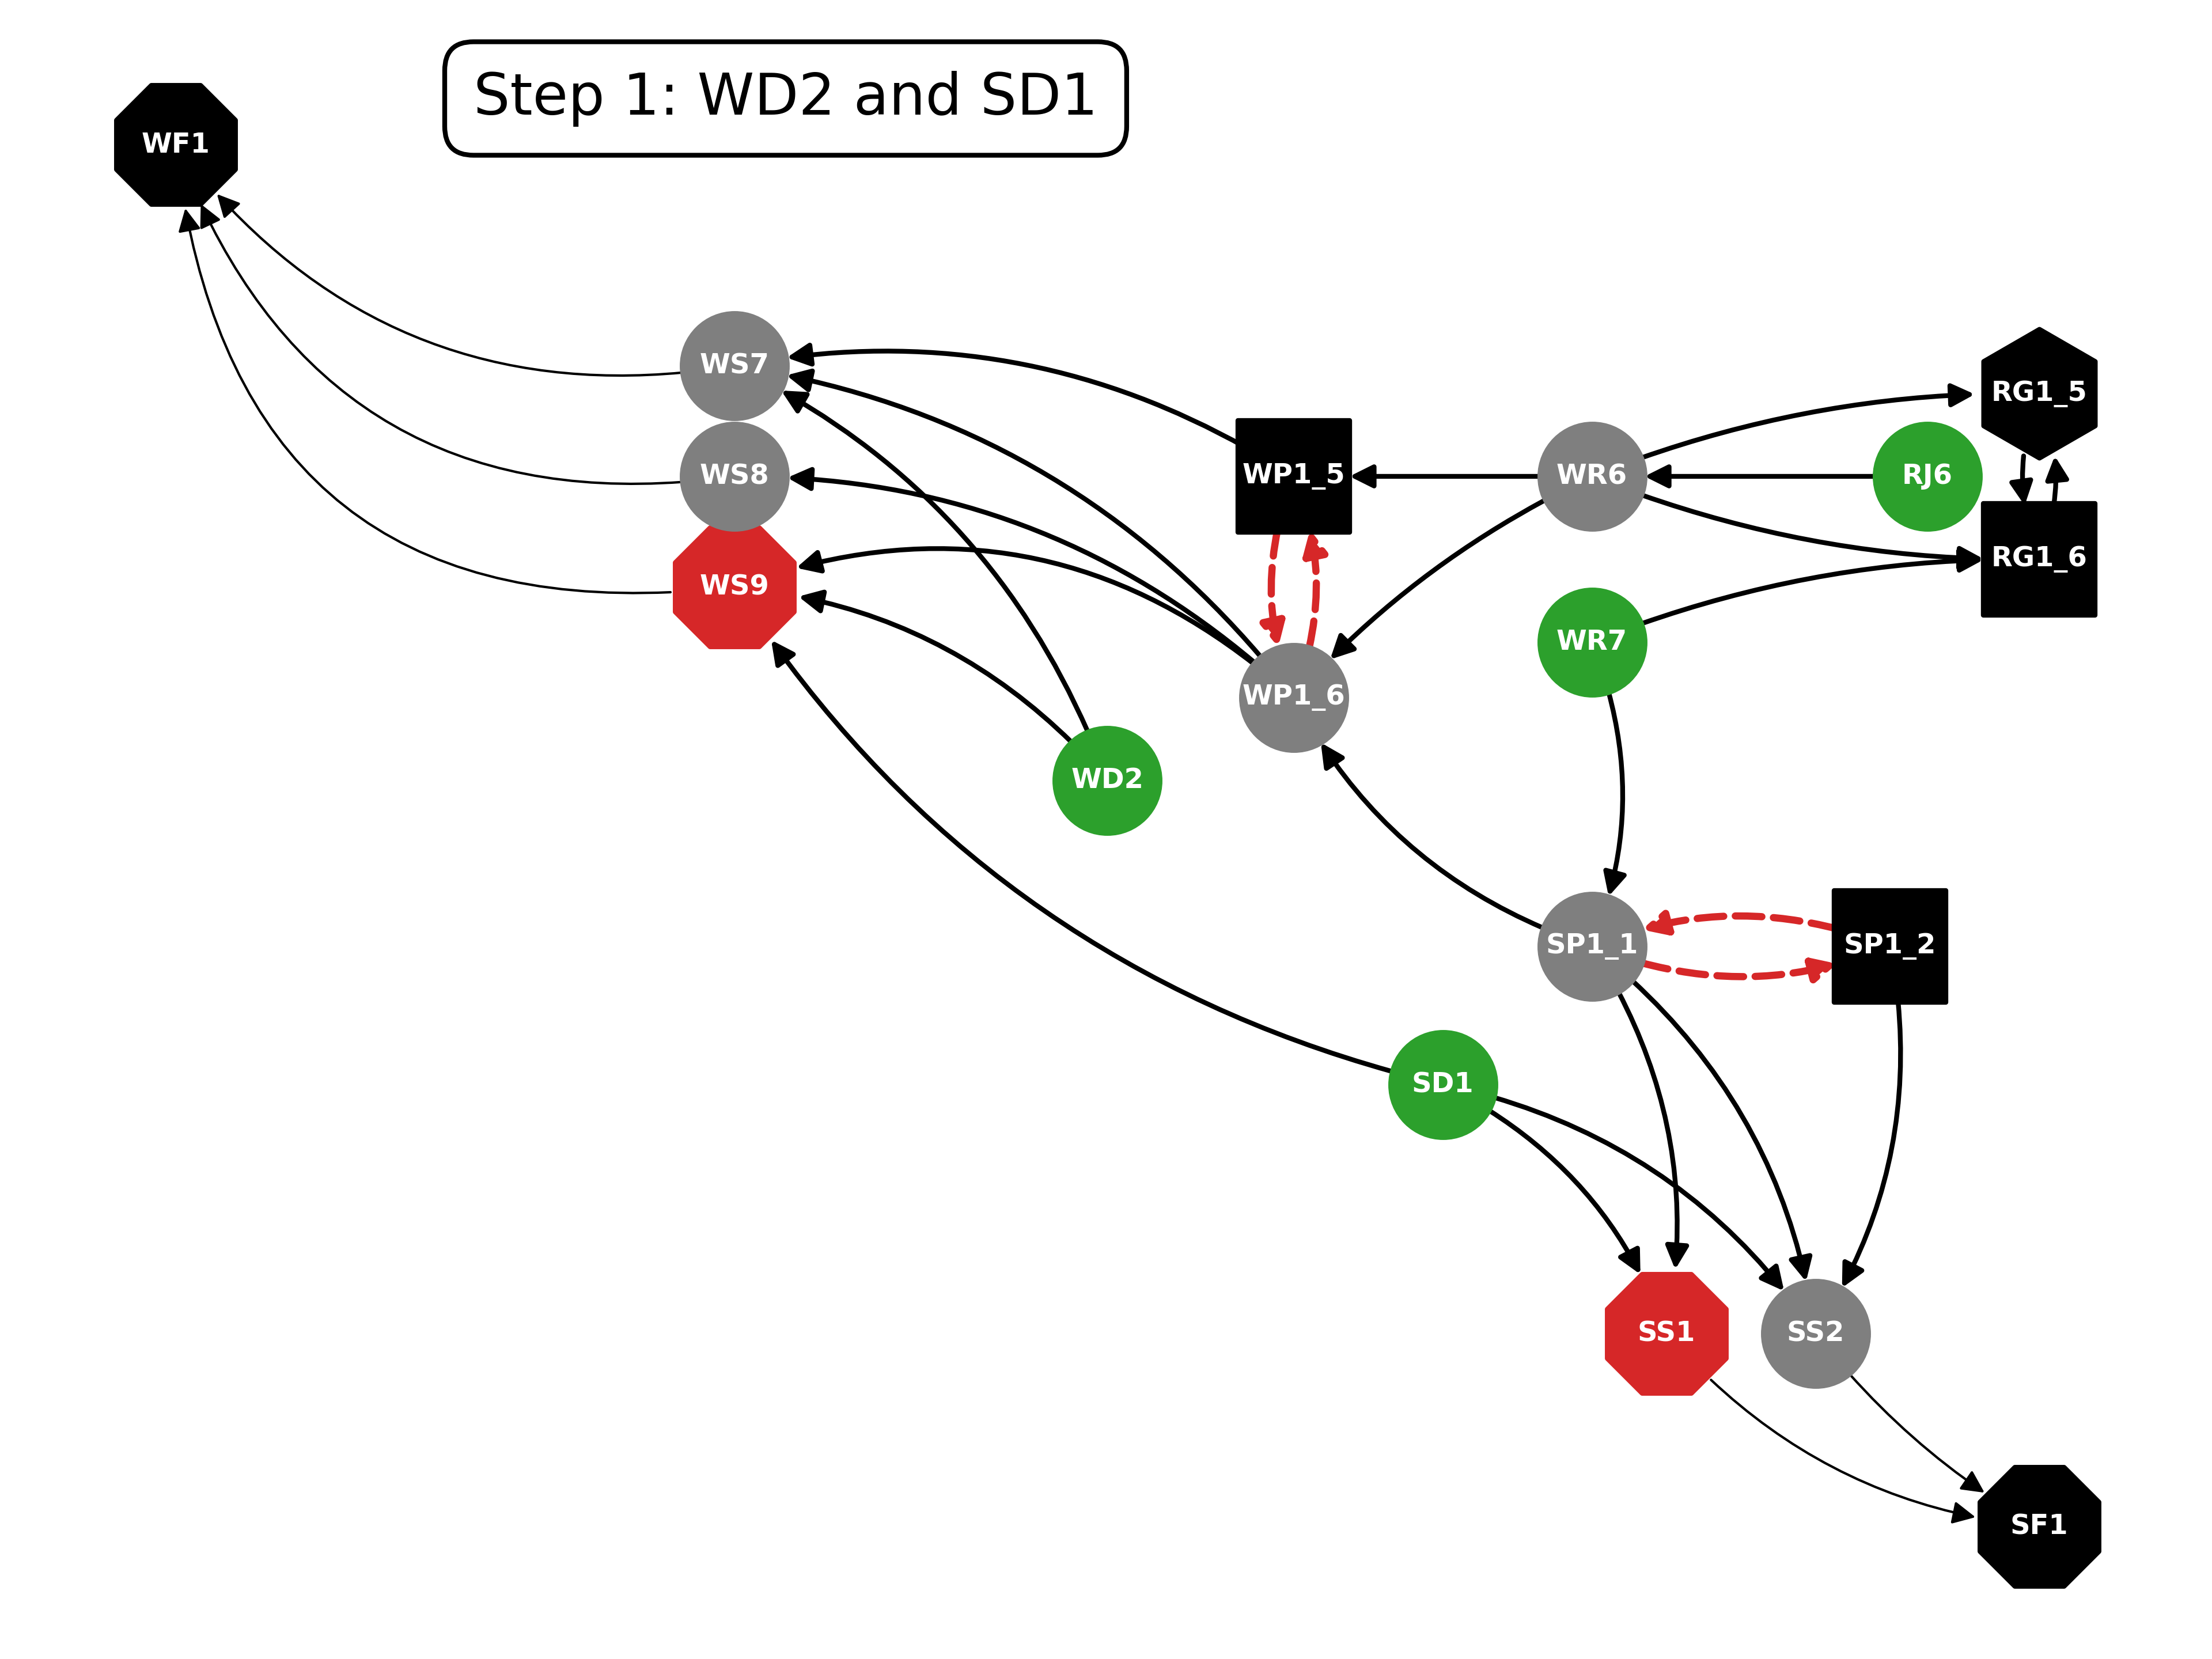 Step 1: WD2 and SD1
WF1
WS7
RG1_5
WS8
WP1_5
WR6
RJ6
RG1_6
WS9
WR7
WP1_6
WD2
SP1_1
SP1_2
SD1
SS1
SS2
SF1